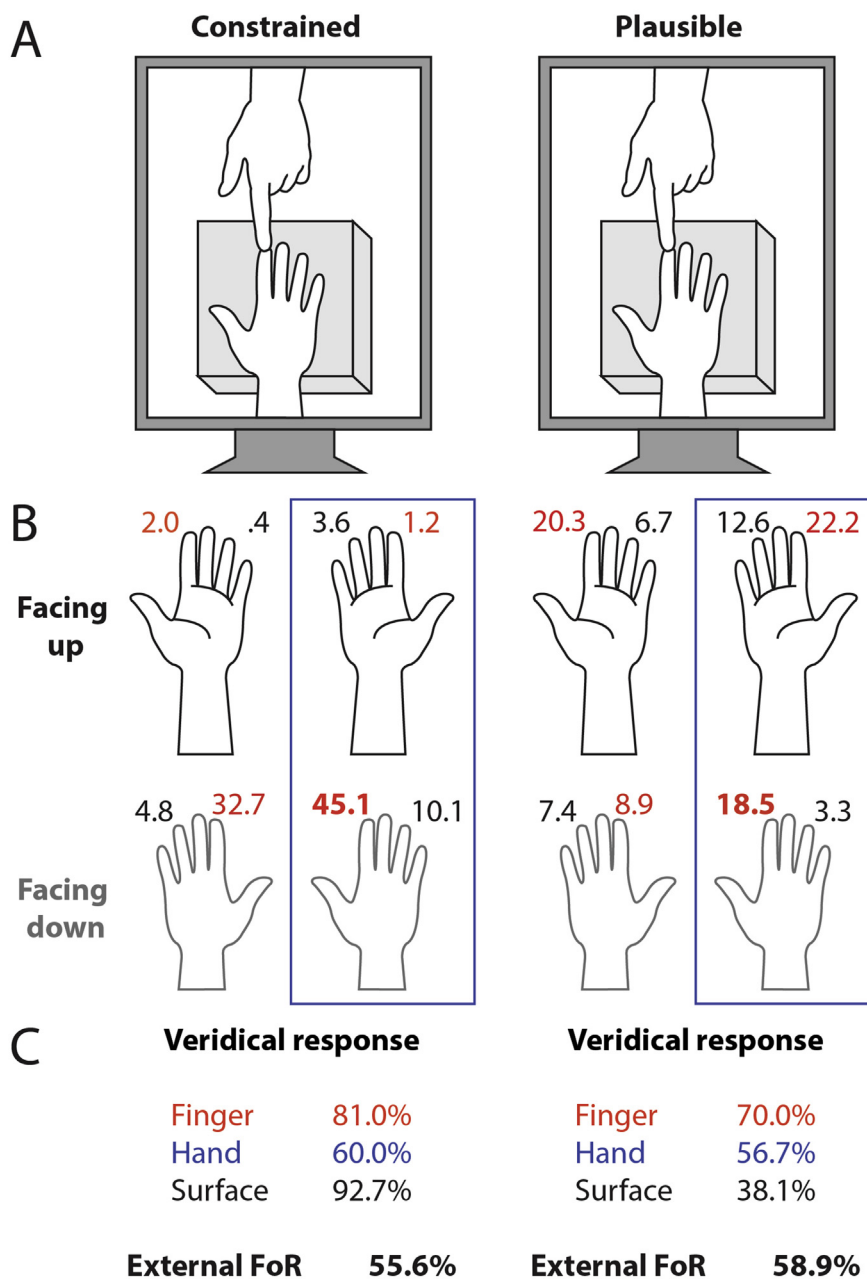 A
Constrained
Plausible
B
2.0 .4 3.6 1.2 20.3 6.7 12.6 22.2
Facing
up
4.8 32.7 45.1 10.1 7.4 8.9 18.5 3.3
Facing
down
C
Veridical response
Finger 81.0%
Hand 60.0%
Surface 92.7%
External FoR 55.6%
Veridical response
Finger 70.0%
Hand 56.7%
Surface 38.1%
External FoR 58.9%